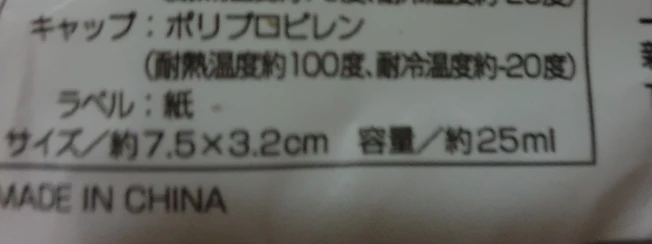 キャップ：ポリプロピレン
(耐熱温度約100度、耐冷温度約-20度)
ラベル：紙
サイズ／約7.5×3.2cm　容量／約25ml
MADE IN CHINA